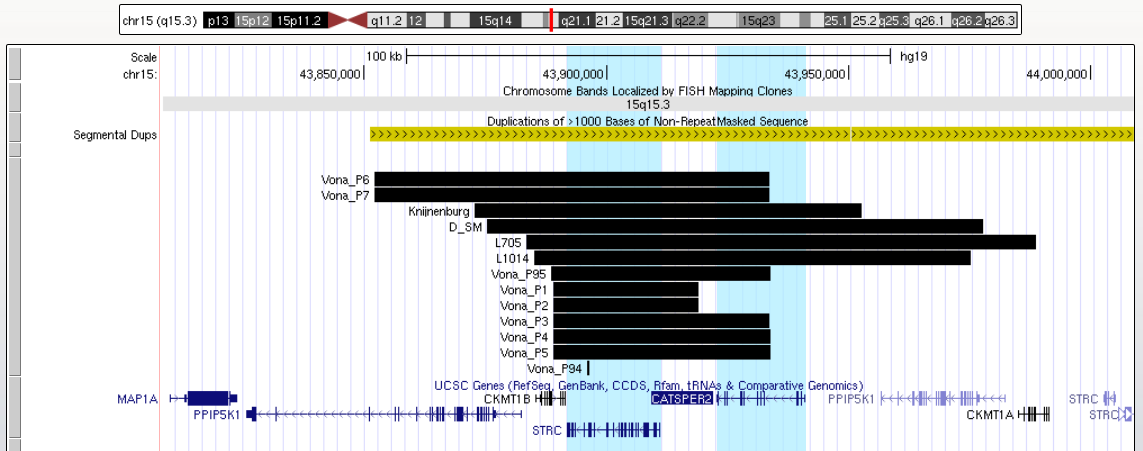 chr15 (q15.3) p13 15p12 15p11.2 q11.2 12 15q14 q21.1 21.2 15q21.3 q22.2 15q23 25.1 25.2 q25.3 q26.1 q26.2 q26.3
Scale 100 kb hg19
chr15: 43,850,000 43,900,000 43,950,000 44,000,000
Chromosome Bands Localized by FISH Mapping Clones
15q15.3
Duplications of >1000 Bases of Non-RepeatMasked Sequence
Segmental Dups
Vona_P6
Vona_P7
Knijnenburg
D_SM
L705
L1014
Vona_P95
Vona_P1
Vona_P2
Vona_P3
Vona_P4
Vona_P5
Vona_P94
UCSC Genes (RefSeq, GenBank, CCDS, Rfam, tRNAs & Comparative Genomics)
MAP1A CKMT1B CATSPER2 PPIP5K1 STRC
PPIP5K1 CKMT1A STRC
STRC